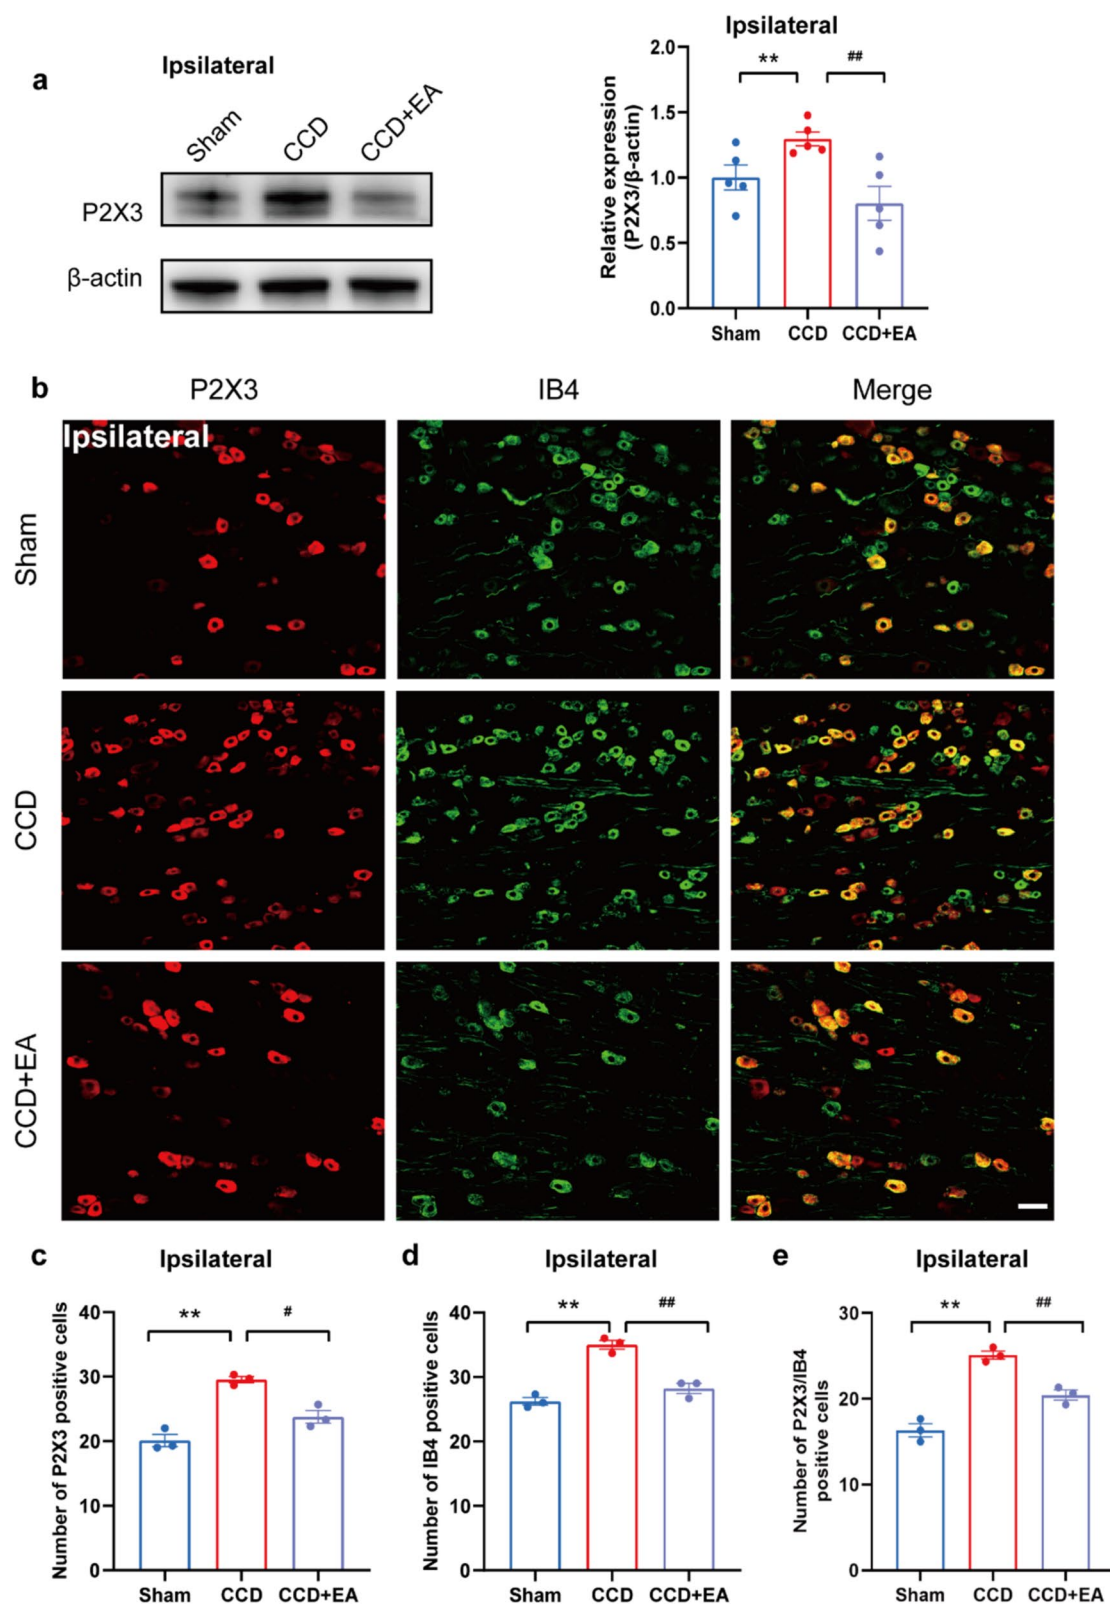 a
Ipsilateral
Sham
CCD
CCD+EA
P2X3
β-actin
Ipsilateral
Relative expression
(P2X3/β-actin)
2.0
1.5
1.0
0.5
0.0
**
##
Sham
CCD
CCD+EA
b
P2X3
IB4
Merge
Ipsilateral
Sham
CCD
CCD+EA
c
Ipsilateral
Number of P2X3 positive cells
40
30
20
10
0
**
#
Sham
CCD
CCD+EA
d
Ipsilateral
Number of IB4 positive cells
40
30
20
10
0
**
##
Sham
CCD
CCD+EA
e
Ipsilateral
Number of P2X3/IB4
positive cells
30
20
10
0
**
##
Sham
CCD
CCD+EA